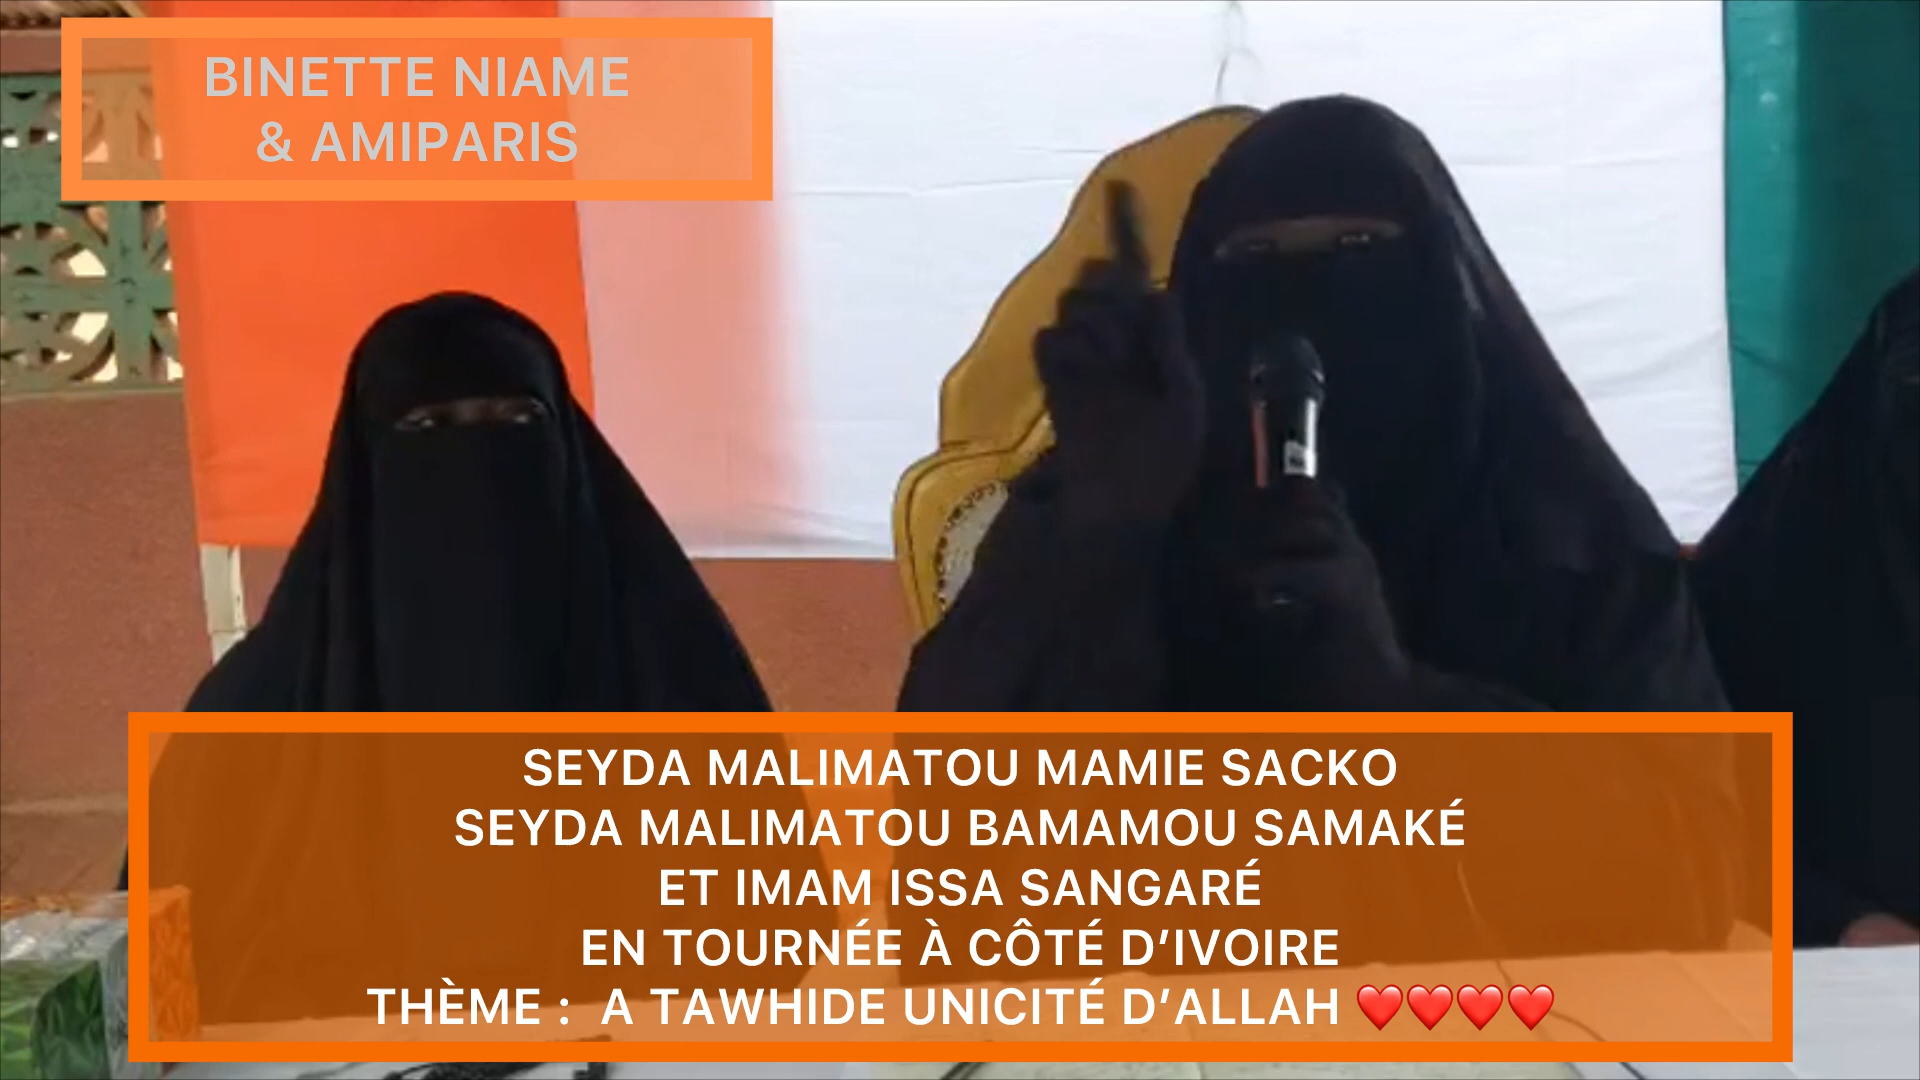 BINETTE NIAME
& AMIPARIS
SEYDA MALIMATOU MAMIE SACKO
SEYDA MALIMATOU BAMAMOU SAMAKÉ
ET IMAM ISSA SANGARÉ
EN TOURNÉE À CÔTÉ D’IVOIRE
THÈME :  A TAWHIDE UNICITÉ D’ALLAH ❤️❤️❤️❤️